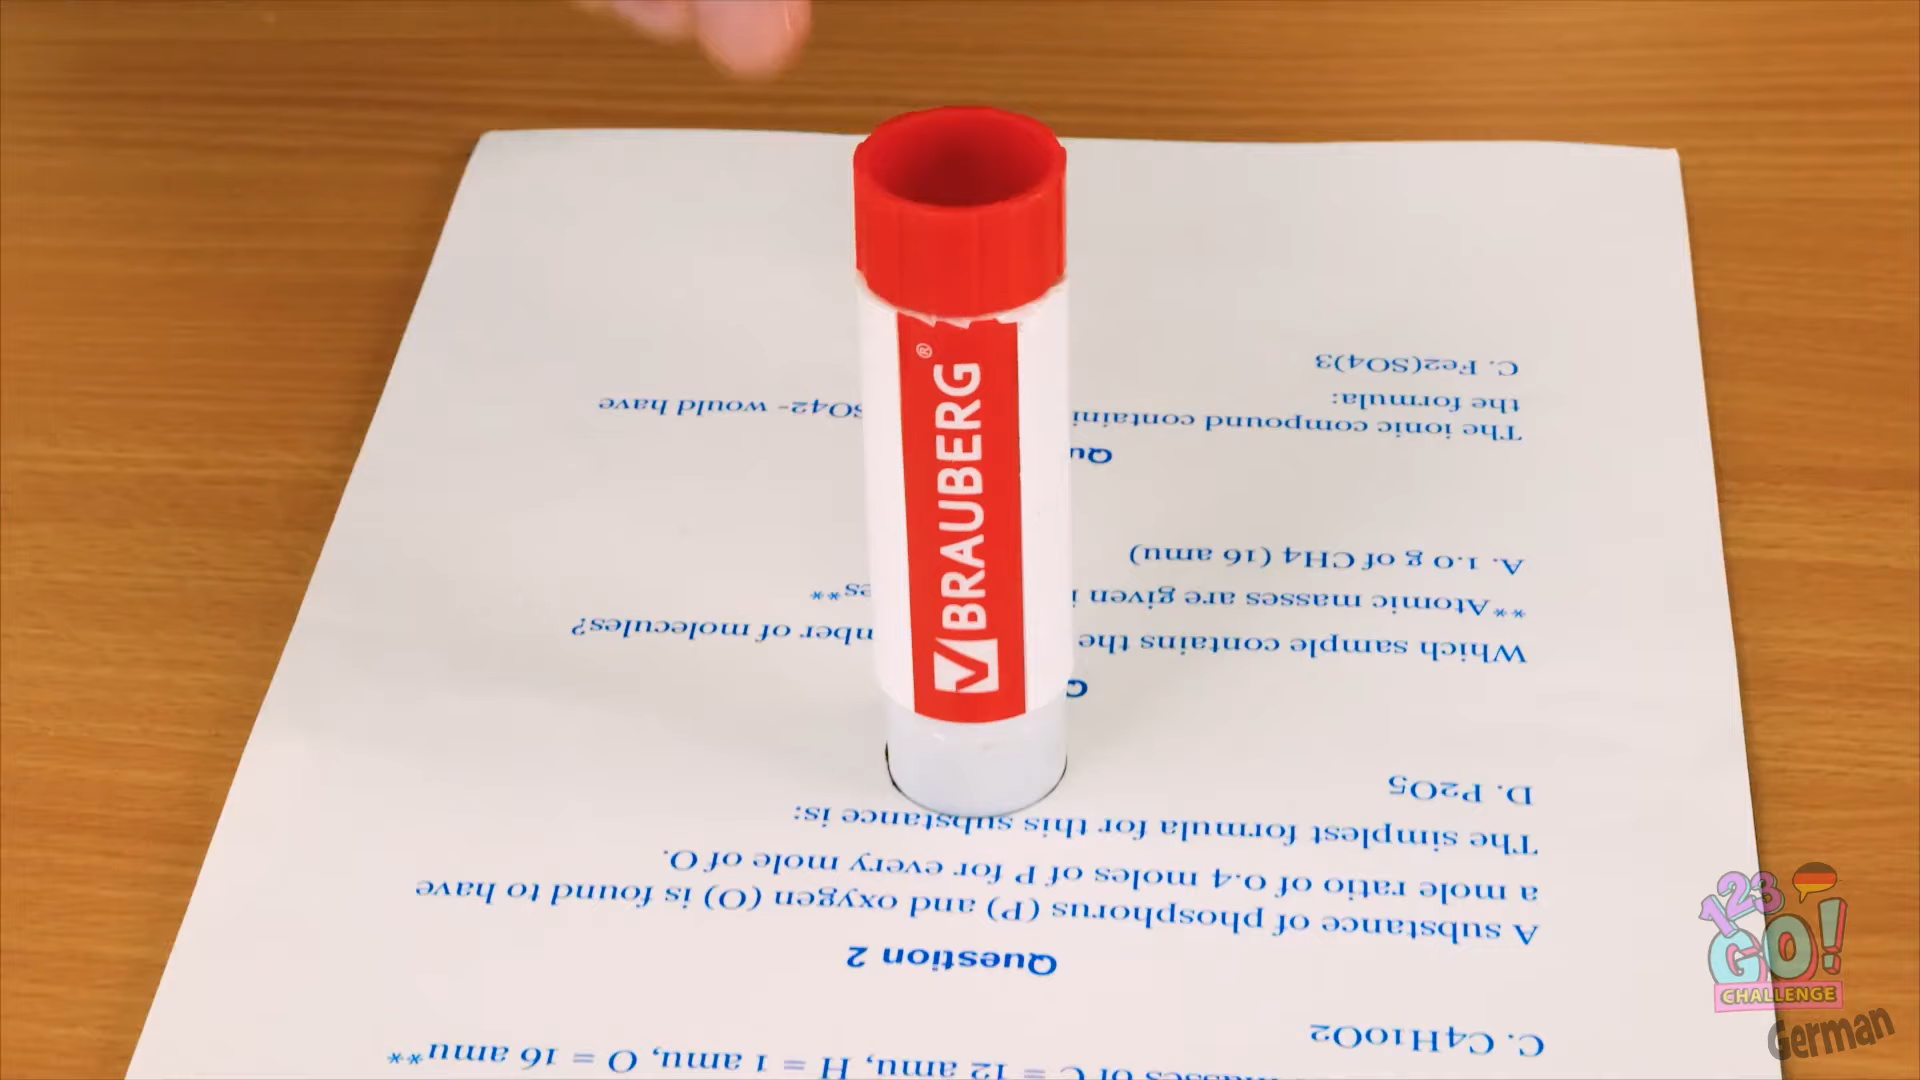 masses of C = 12 amu, H = 1 amu, O = 16 amu**
C. C4H10O2
Question 2
A substance of phosphorus (P) and oxygen (O) is found to have
a mole ratio of 0.4 moles of P for every mole of O.
The simplest formula for this substance is:
D. P2O5
Which sample contains the
of molecules?
**Atomic masses are given
A. 1.0 g of CH4 (16 amu)
The ionic compound
SO42- would have
the formula:
C. Fe2(SO4)3
BRAUBERG®
123
GO!
CHALLENGE
German